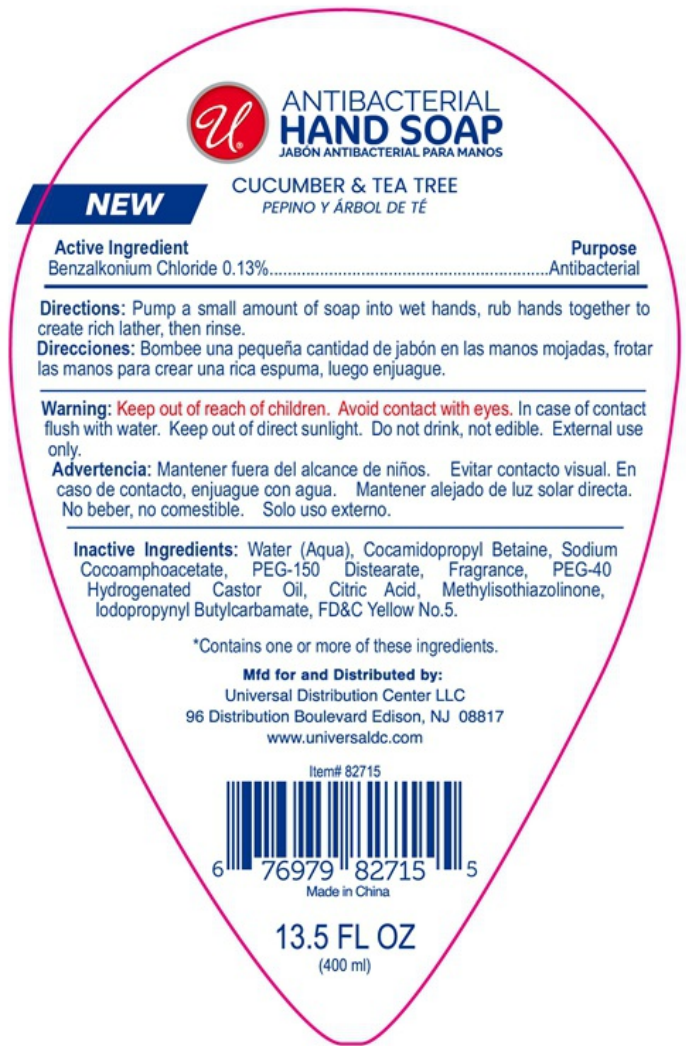 U
ANTIBACTERIAL
HAND SOAP
JABÓN ANTIBACTERIAL PARA MANOS
CUCUMBER & TEA TREE
PEPINO Y ÁRBOL DE TÉ
NEW
Active Ingredient Purpose
Benzalkonium Chloride 0.13%..............................................................Antibacterial
Directions: Pump a small amount of soap into wet hands, rub hands together to
create rich lather, then rinse.
Direcciones: Bombee una pequeña cantidad de jabón en las manos mojadas, frotar
las manos para crear una rica espuma, luego enjuague.
Warning: Keep out of reach of children. Avoid contact with eyes. In case of contact
flush with water. Keep out of direct sunlight. Do not drink, not edible. External use
only.
Advertencia: Mantener fuera del alcance de niños. Evitar contacto visual. En
caso de contacto, enjuague con agua. Mantener alejado de luz solar directa.
No beber, no comestible. Solo uso externo.
Inactive Ingredients: Water (Aqua), Cocamidopropyl Betaine, Sodium
Cocoamphoacetate, PEG-150 Distearate, Fragrance, PEG-40
Hydrogenated Castor Oil, Citric Acid, Methylisothiazolinone,
Iodopropynyl Butylcarbamate, FD&C Yellow No.5.
*Contains one or more of these ingredients.
Mfd for and Distributed by:
Universal Distribution Center LLC
96 Distribution Boulevard Edison, NJ 08817
www.universaldc.com
Item# 82715
6 76979 82715 5
Made in China
13.5 FL OZ
(400 ml)